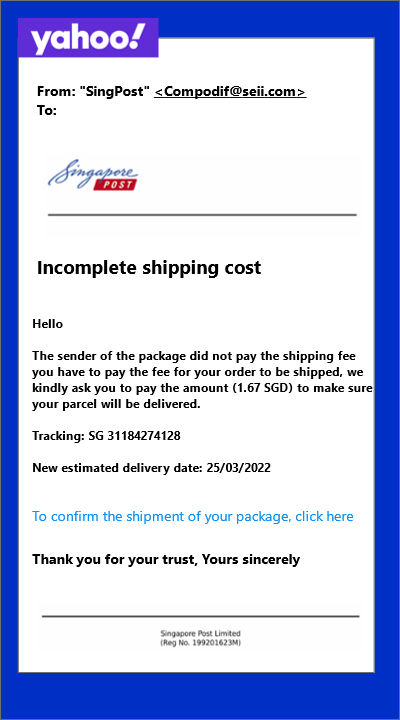 yahoo!
From: "SingPost" <Compodif@seii.com>
To:
Singapore
POST
Incomplete shipping cost
Hello
The sender of the package did not pay the shipping fee
you have to pay the fee for your order to be shipped, we
kindly ask you to pay the amount (1.67 SGD) to make sure
your parcel will be delivered.
Tracking: SG 31184274128
New estimated delivery date: 25/03/2022
To confirm the shipment of your package, click here
Thank you for your trust, Yours sincerely
Singapore Post Limited
(Reg No. 199201623M)